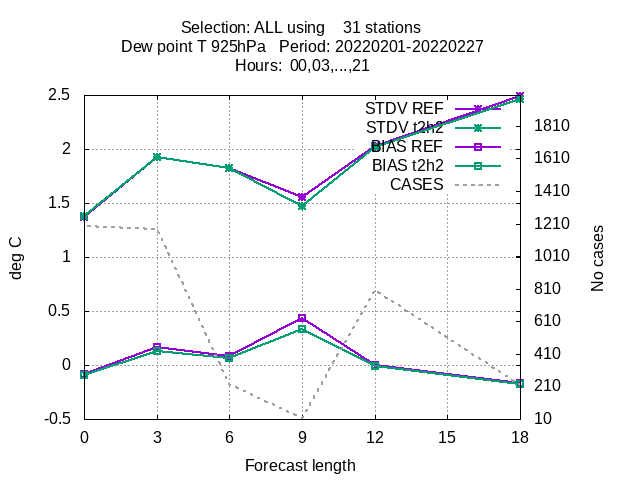 Selection: ALL using    31 stations
Dew point T 925hPa   Period: 20220201-20220227
Hours:  00,03,...,21
2.5
2
1.5
1
0.5
0
-0.5
deg C
STDV REF
STDV t2h2
BIAS REF
BIAS t2h2
CASES
1810
1610
1410
1210
1010
810
610
410
210
10
No cases
0 3 6 9 12 15 18
Forecast length